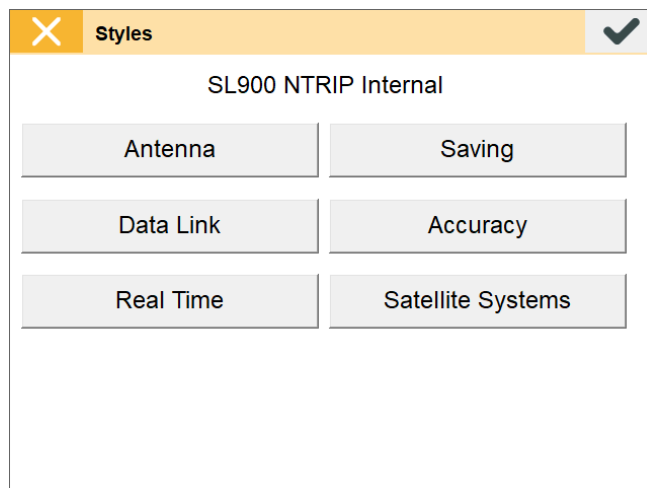 Styles
SL900 NTRIP Internal
Antenna
Saving
Data Link
Accuracy
Real Time
Satellite Systems